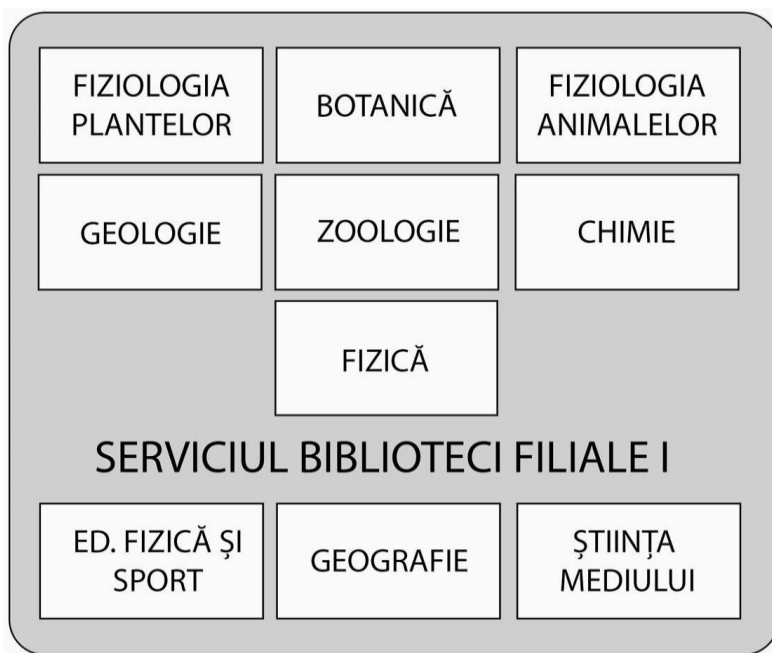 FIZIOLOGIA
PLANTELOR
BOTANICĂ
FIZIOLOGIA
ANIMALELOR
GEOLOGIE
ZOOLOGIE
CHIMIE
FIZICĂ
SERVICIUL BIBLIOTECI FILIALE I
ED. FIZICĂ ȘI
SPORT
GEOGRAFIE
ȘTIINȚA
MEDIULUI